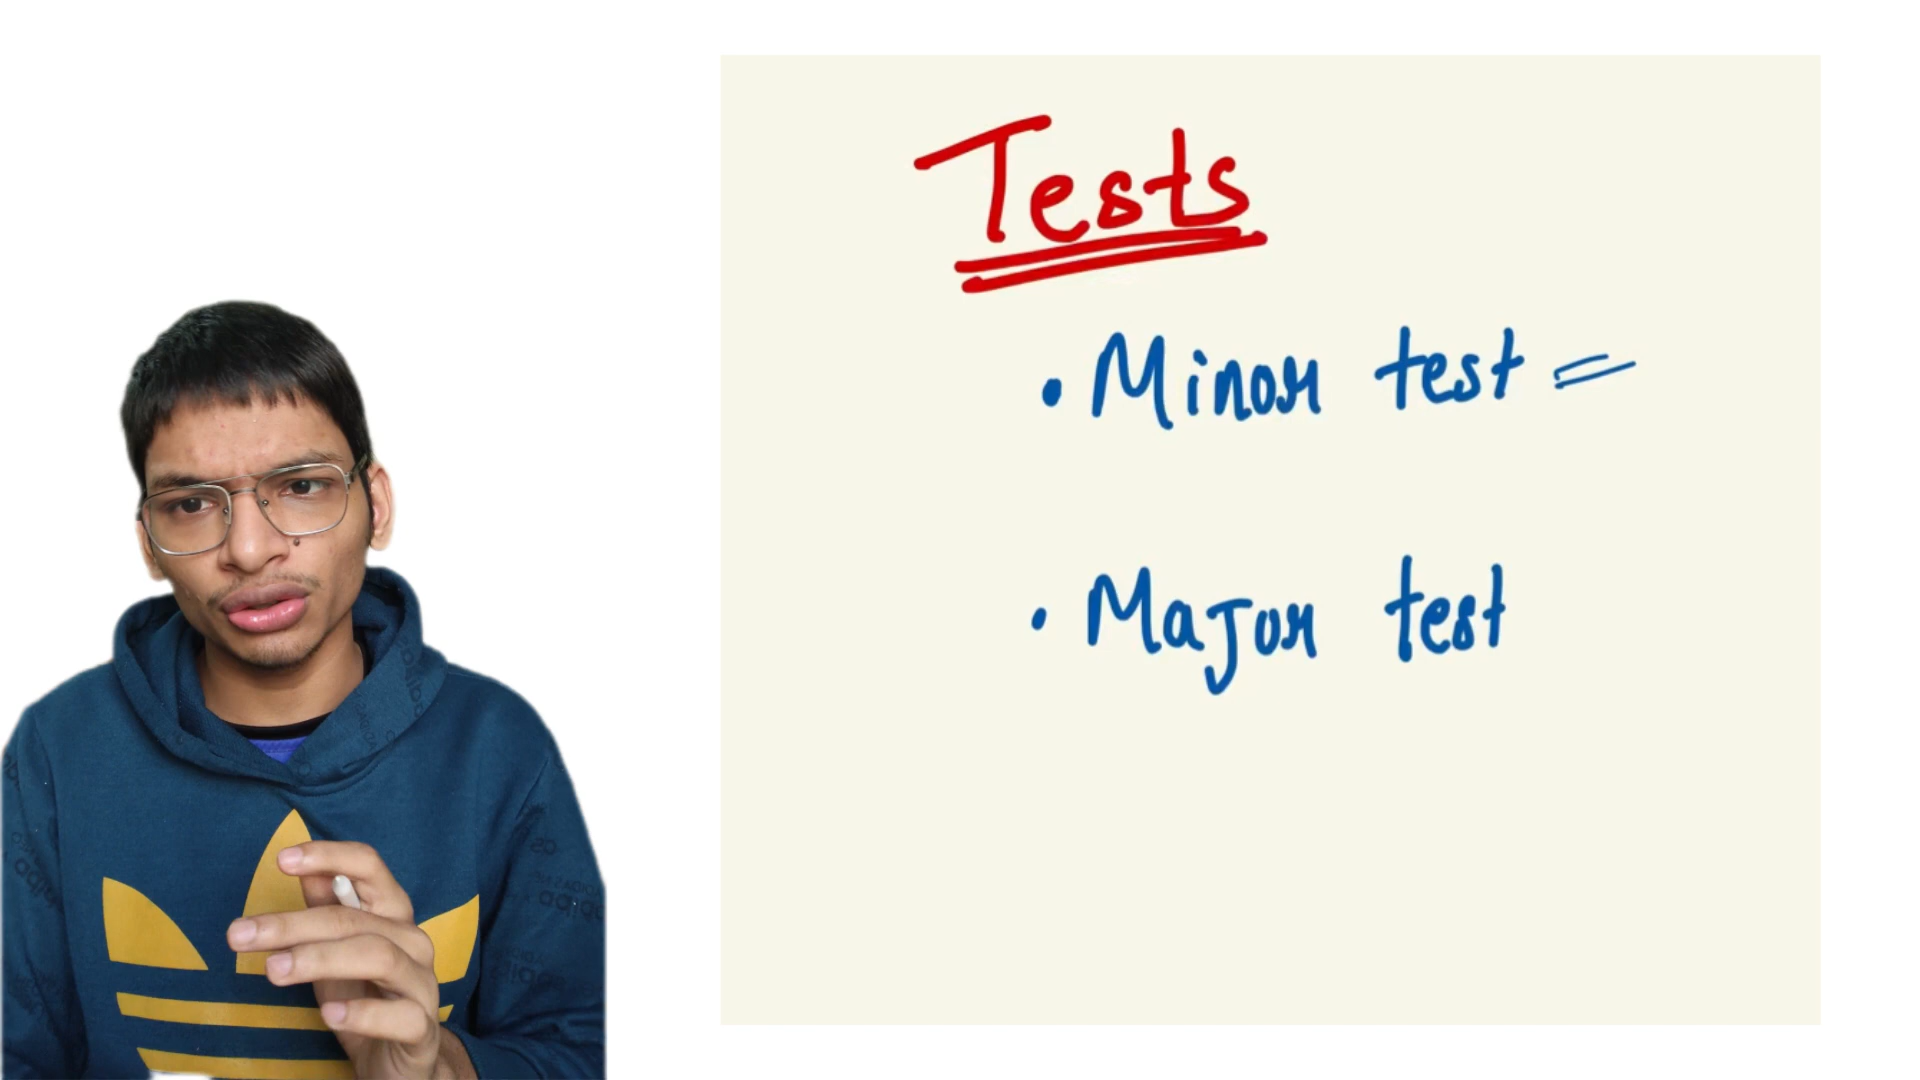 Tests
• Minor test =
• Major test